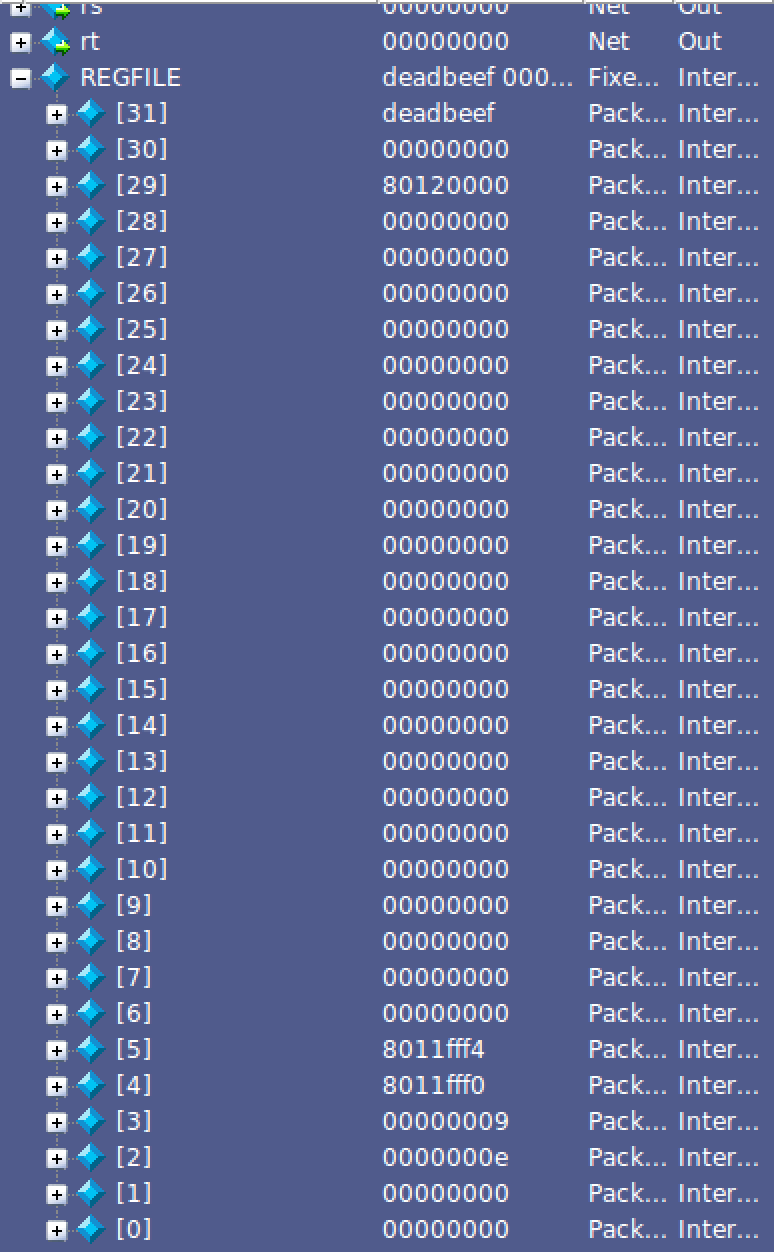 rs 00000000 Net Out
rt 00000000 Net Out
REGFILE deadbeef 000... Fixe... Inter...
[31] deadbeef Pack... Inter...
[30] 00000000 Pack... Inter...
[29] 80120000 Pack... Inter...
[28] 00000000 Pack... Inter...
[27] 00000000 Pack... Inter...
[26] 00000000 Pack... Inter...
[25] 00000000 Pack... Inter...
[24] 00000000 Pack... Inter...
[23] 00000000 Pack... Inter...
[22] 00000000 Pack... Inter...
[21] 00000000 Pack... Inter...
[20] 00000000 Pack... Inter...
[19] 00000000 Pack... Inter...
[18] 00000000 Pack... Inter...
[17] 00000000 Pack... Inter...
[16] 00000000 Pack... Inter...
[15] 00000000 Pack... Inter...
[14] 00000000 Pack... Inter...
[13] 00000000 Pack... Inter...
[12] 00000000 Pack... Inter...
[11] 00000000 Pack... Inter...
[10] 00000000 Pack... Inter...
[9] 00000000 Pack... Inter...
[8] 00000000 Pack... Inter...
[7] 00000000 Pack... Inter...
[6] 00000000 Pack... Inter...
[5] 8011fff4 Pack... Inter...
[4] 8011fff0 Pack... Inter...
[3] 00000009 Pack... Inter...
[2] 0000000e Pack... Inter...
[1] 00000000 Pack... Inter...
[0] 00000000 Pack... Inter...